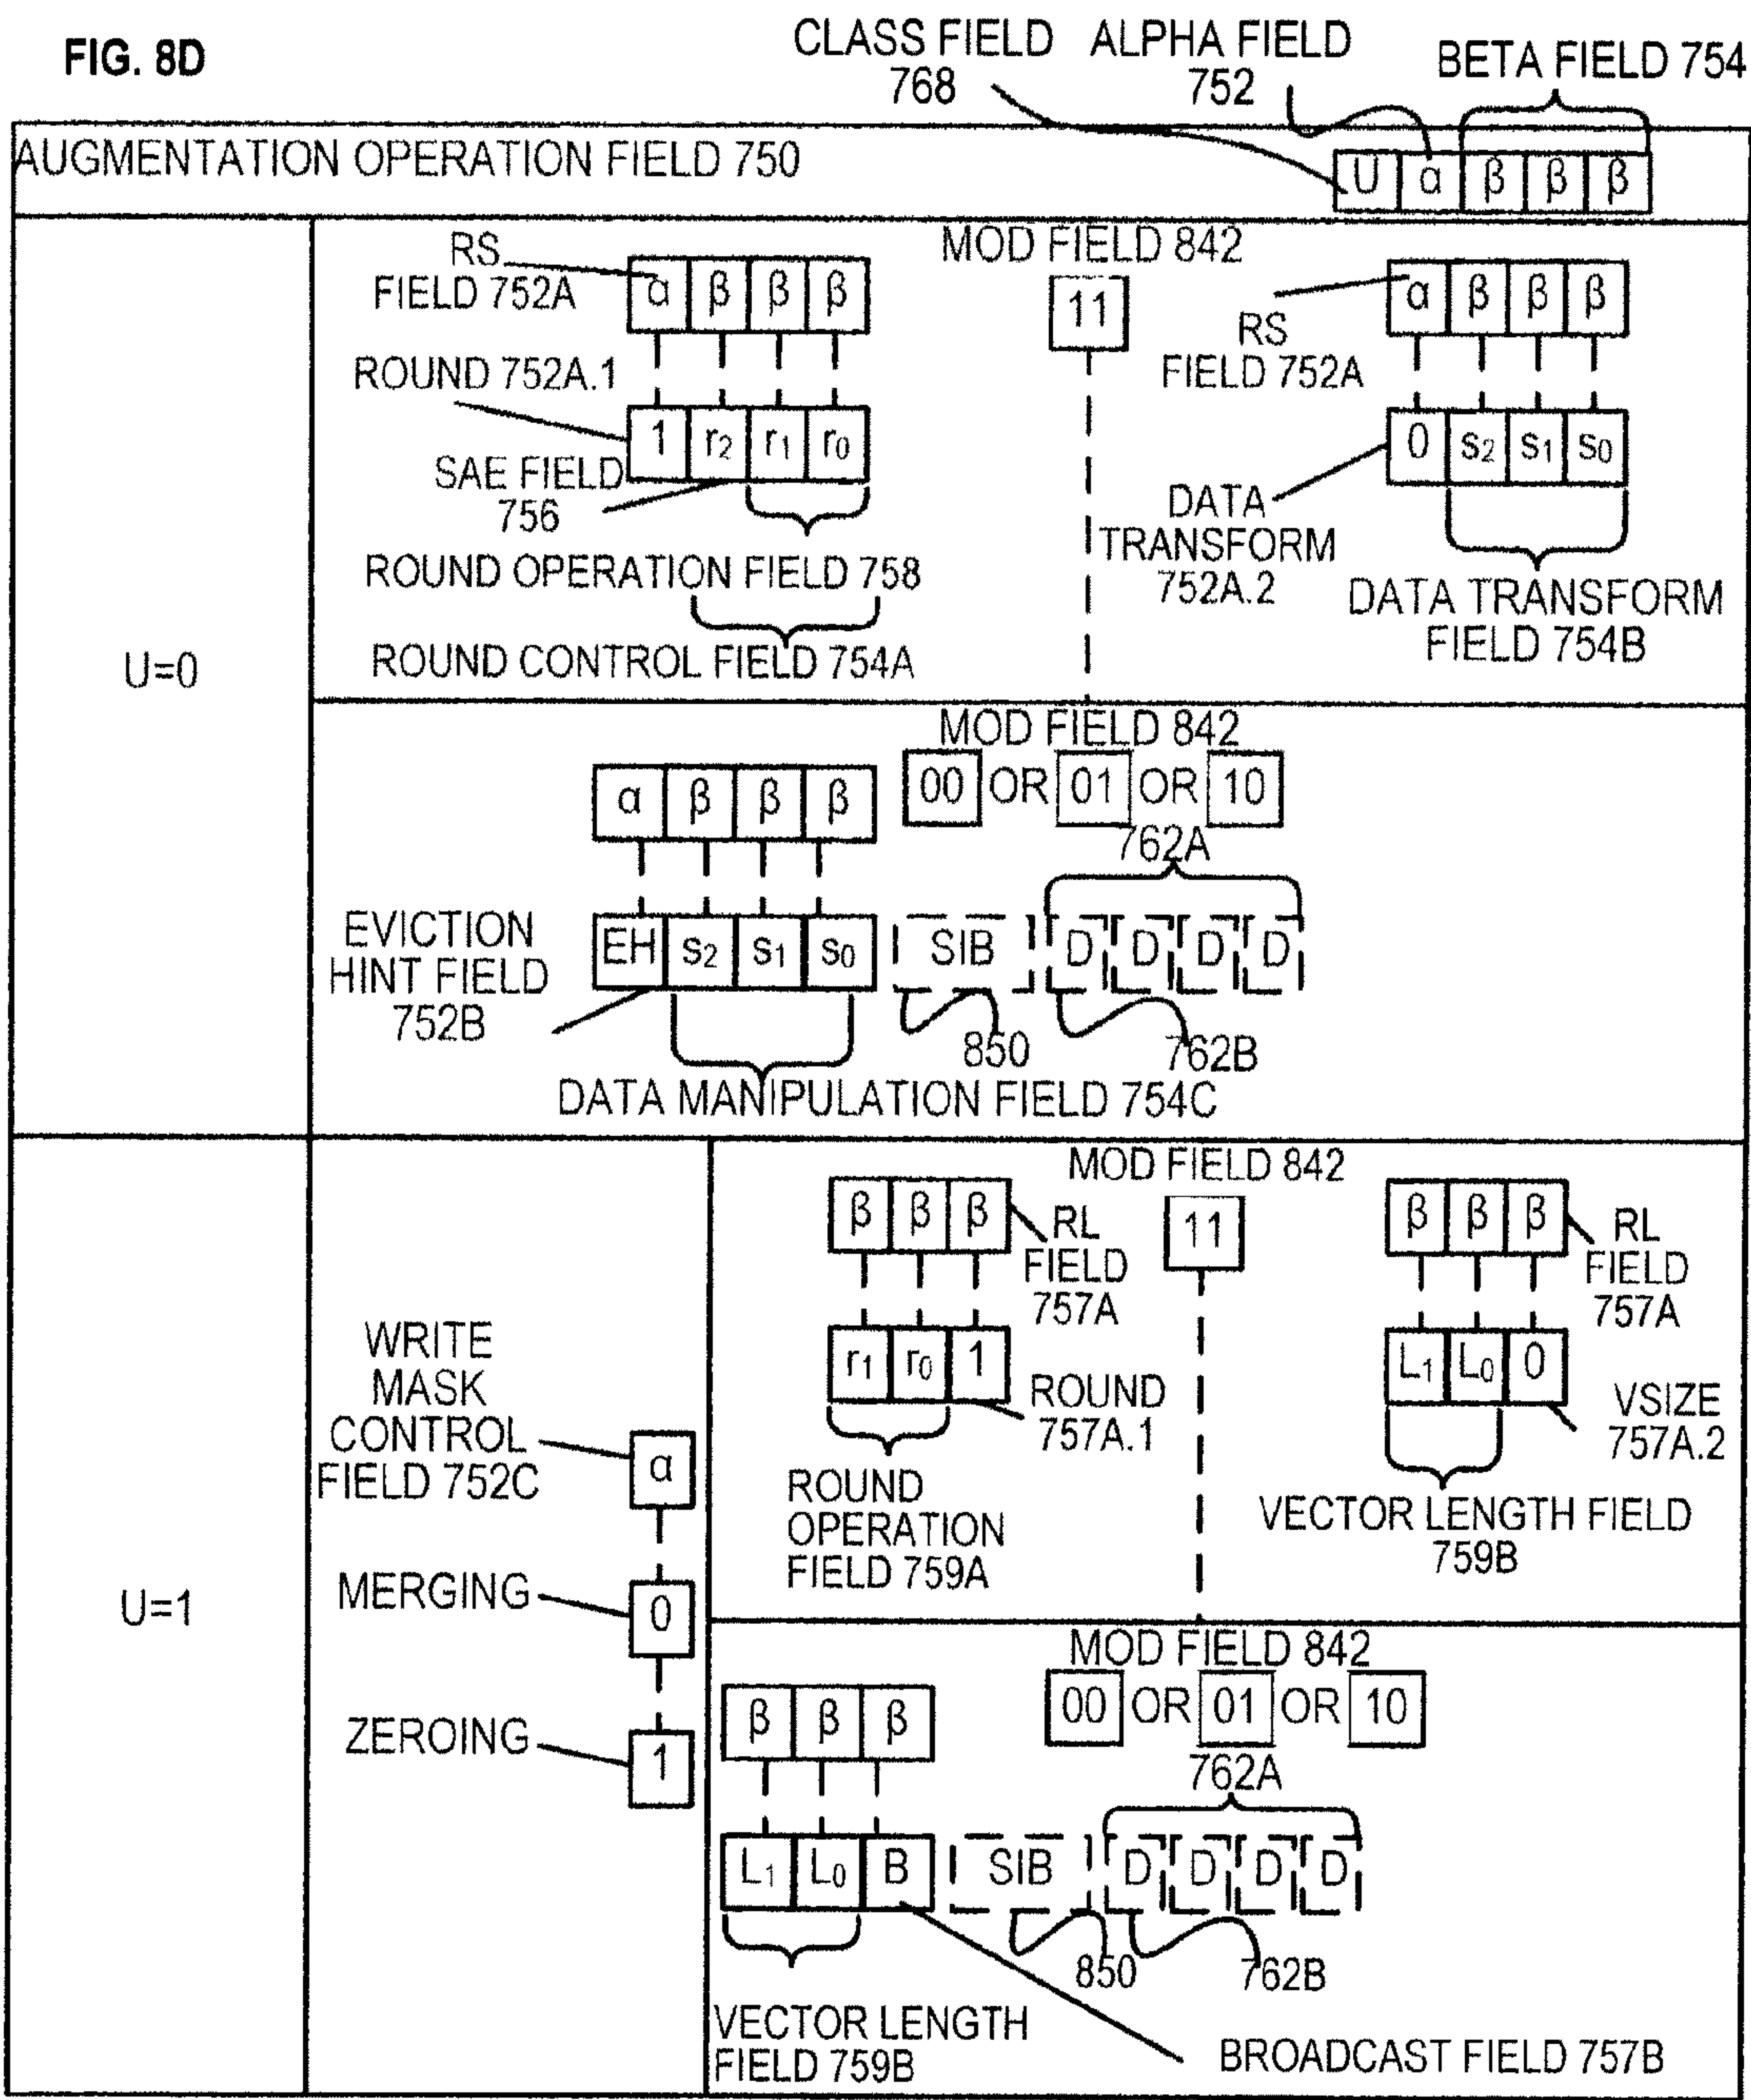 FIG. 8D
CLASS FIELD
768
ALPHA FIELD
752
BETA FIELD 754
AUGMENTATION OPERATION FIELD 750
U α β β β
U=0
MOD FIELD 842
11
RS
FIELD 752A
α β β β
ROUND 752A.1
1 r2 r1 r0
SAE FIELD
756
ROUND OPERATION FIELD 758
ROUND CONTROL FIELD 754A
α β β β
RS
FIELD 752A
0 s2 s1 s0
DATA
TRANSFORM
752A.2
DATA TRANSFORM
FIELD 754B
MOD FIELD 842
00 OR 01 OR 10
α β β β
762A
EVICTION
HINT FIELD
752B
EH s2 s1 s0 SIB D D D D
850
762B
DATA MANIPULATION FIELD 754C
U=1
WRITE
MASK
CONTROL
FIELD 752C
α
MERGING
0
ZEROING
1
MOD FIELD 842
11
β β β
RL
FIELD
757A
r1 r0 1
ROUND
757A.1
ROUND
OPERATION
FIELD 759A
β β β
RL
FIELD
757A
L1 L0 0
VSIZE
757A.2
VECTOR LENGTH FIELD
759B
MOD FIELD 842
00 OR 01 OR 10
β β β
762A
L1 L0 B SIB D D D D
850
762B
VECTOR LENGTH
FIELD 759B
BROADCAST FIELD 757B